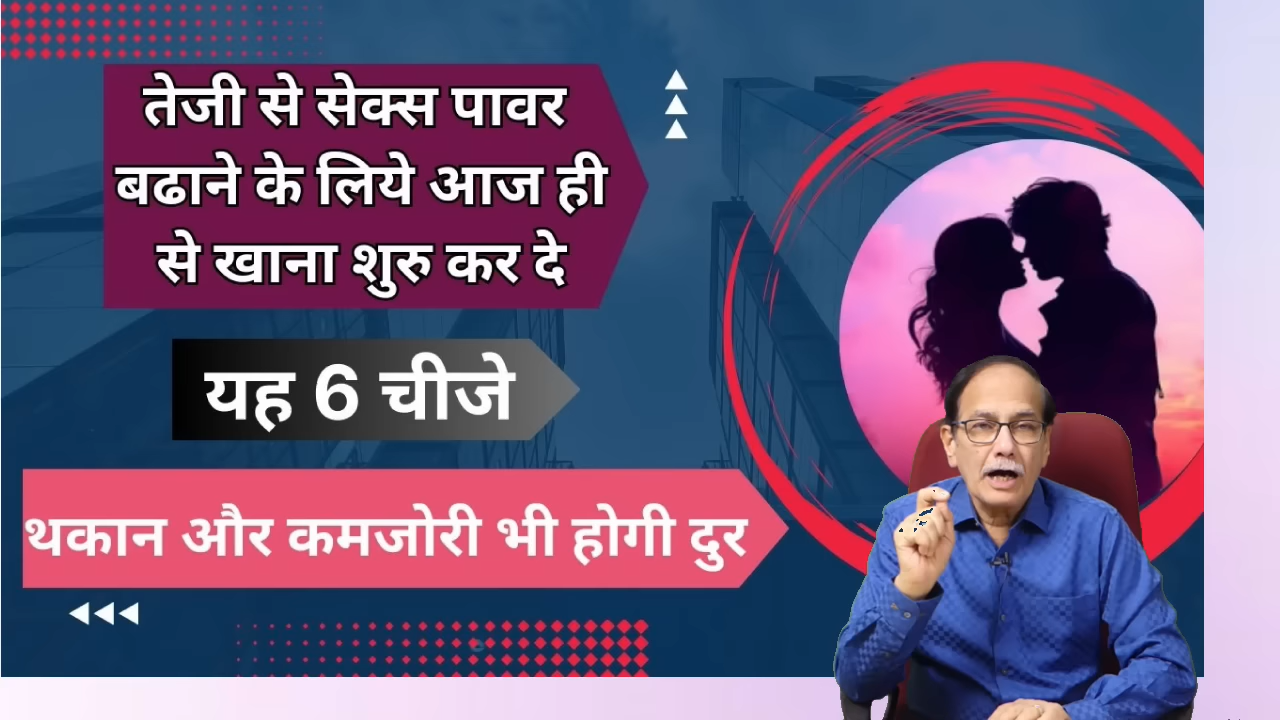 तेजी से सेक्स पावर
बढाने के लिये आज ही
से खाना शुरु कर दे
यह 6 चीजे
थकान और कमजोरी भी होगी दुर